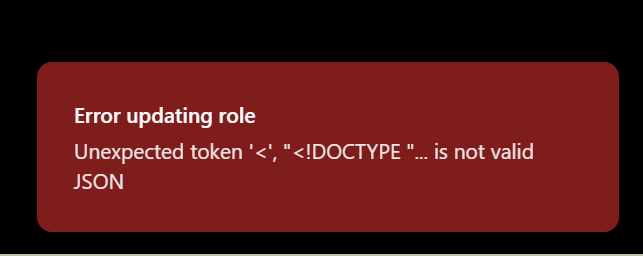 Error updating role
Unexpected token '<', "<!DOCTYPE "... is not valid
JSON